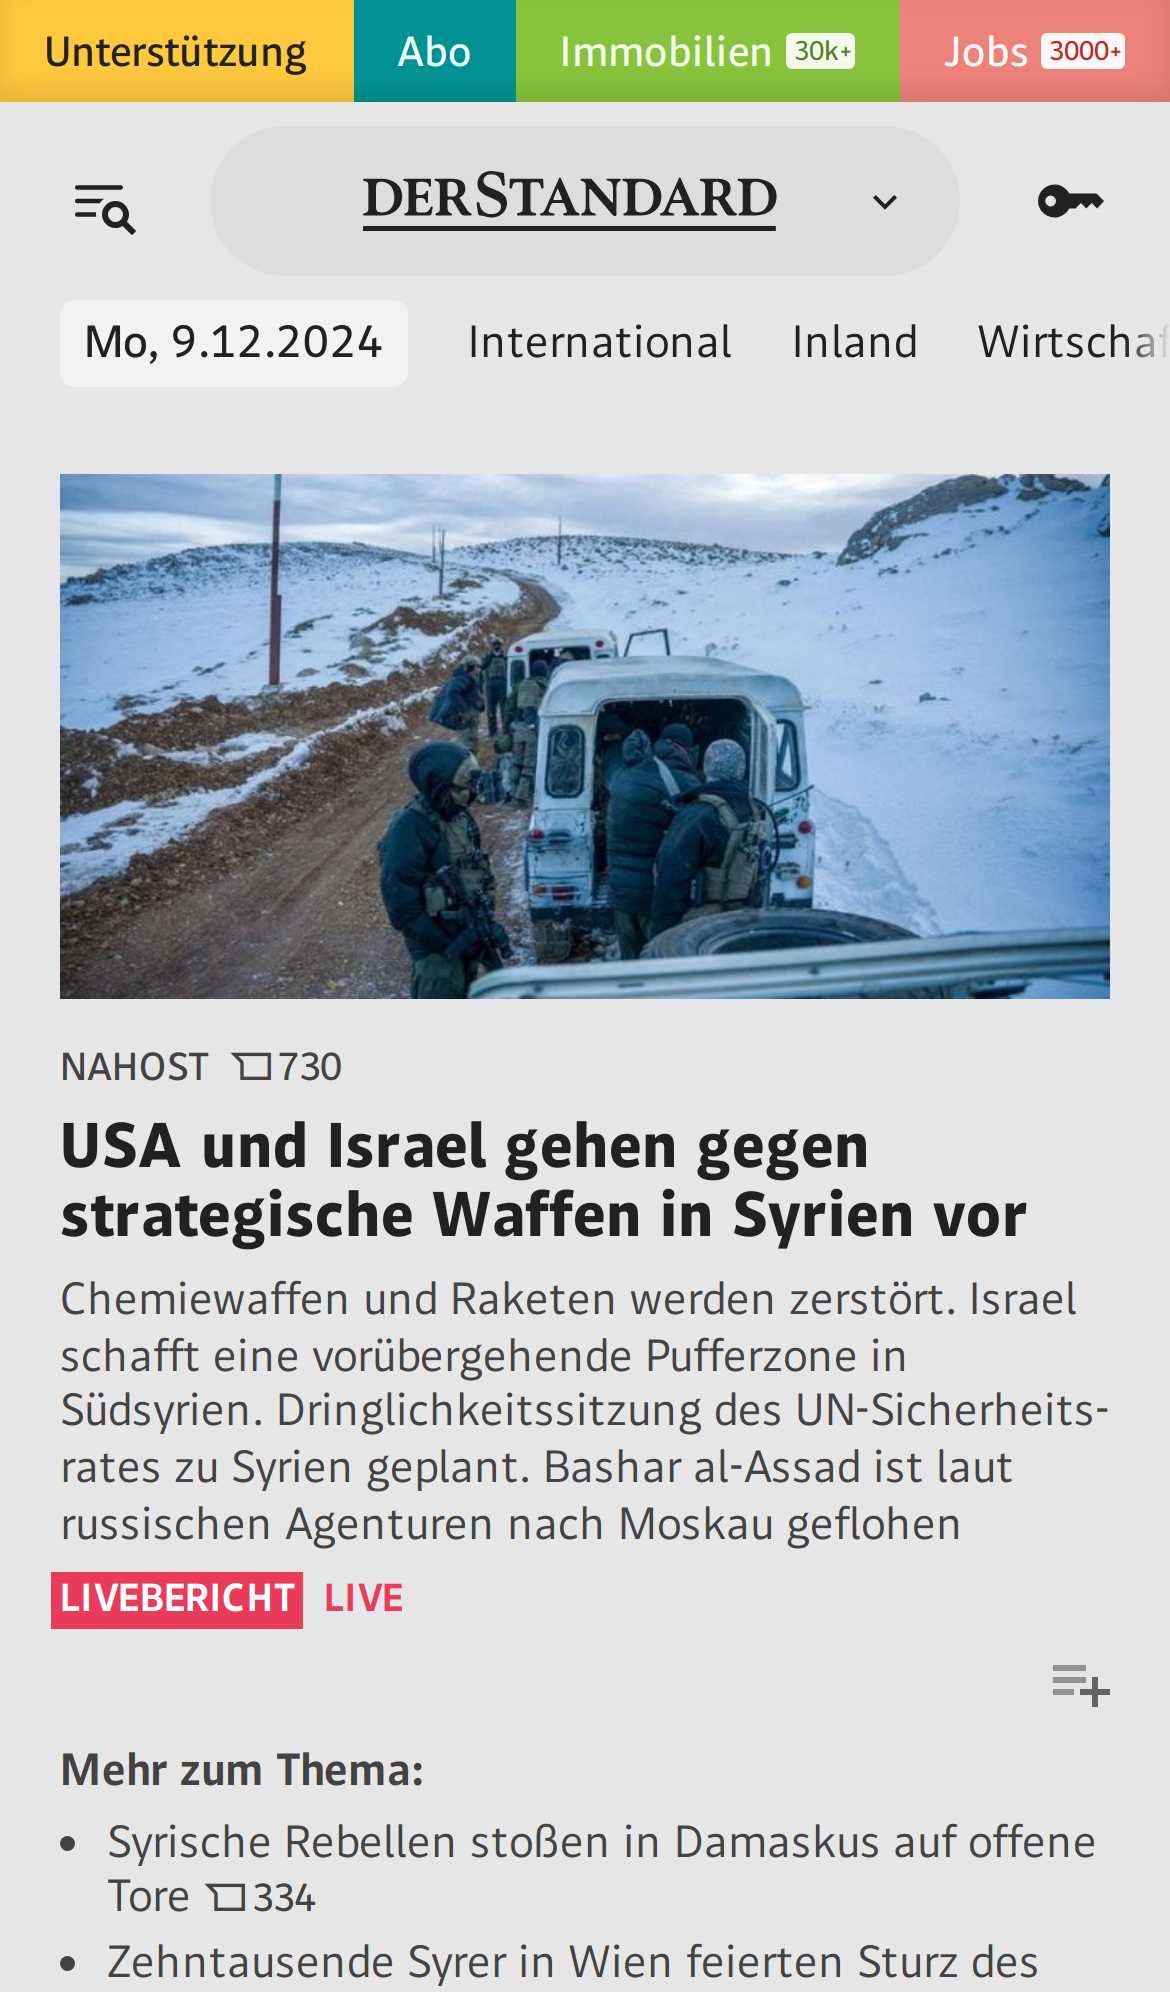 Unterstützung Abo Immobilien 30k+ Jobs 3000+
DERSTANDARD
Mo, 9.12.2024 International Inland Wirtschaf
NAHOST 730
USA und Israel gehen gegen
strategische Waffen in Syrien vor
Chemiewaffen und Raketen werden zerstört. Israel
schafft eine vorübergehende Pufferzone in
Südsyrien. Dringlichkeitssitzung des UN-Sicherheits-
rates zu Syrien geplant. Bashar al-Assad ist laut
russischen Agenturen nach Moskau geflohen
LIVEBERICHT LIVE
Mehr zum Thema:
• Syrische Rebellen stoßen in Damaskus auf offene
Tore 334
• Zehntausende Syrer in Wien feierten Sturz des